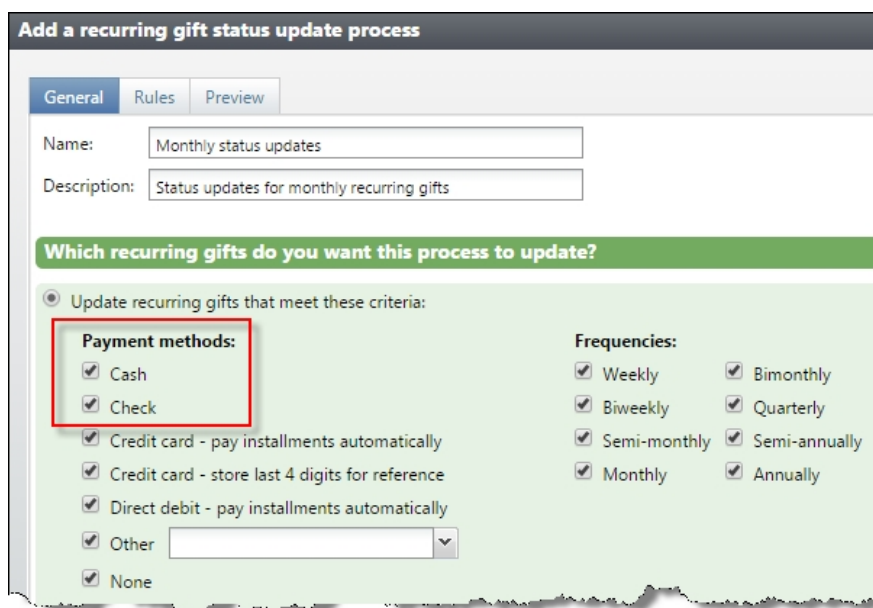 Add a recurring gift status update process
General Rules Preview
Name: Monthly status updates
Description: Status updates for monthly recurring gifts
Which recurring gifts do you want this process to update?
Update recurring gifts that meet these criteria:
Payment methods: Frequencies:
Cash Weekly Bimonthly
Check Biweekly Quarterly
Credit card - pay installments automatically Semi-monthly Semi-annually
Credit card - store last 4 digits for reference Monthly Annually
Direct debit - pay installments automatically
Other
None